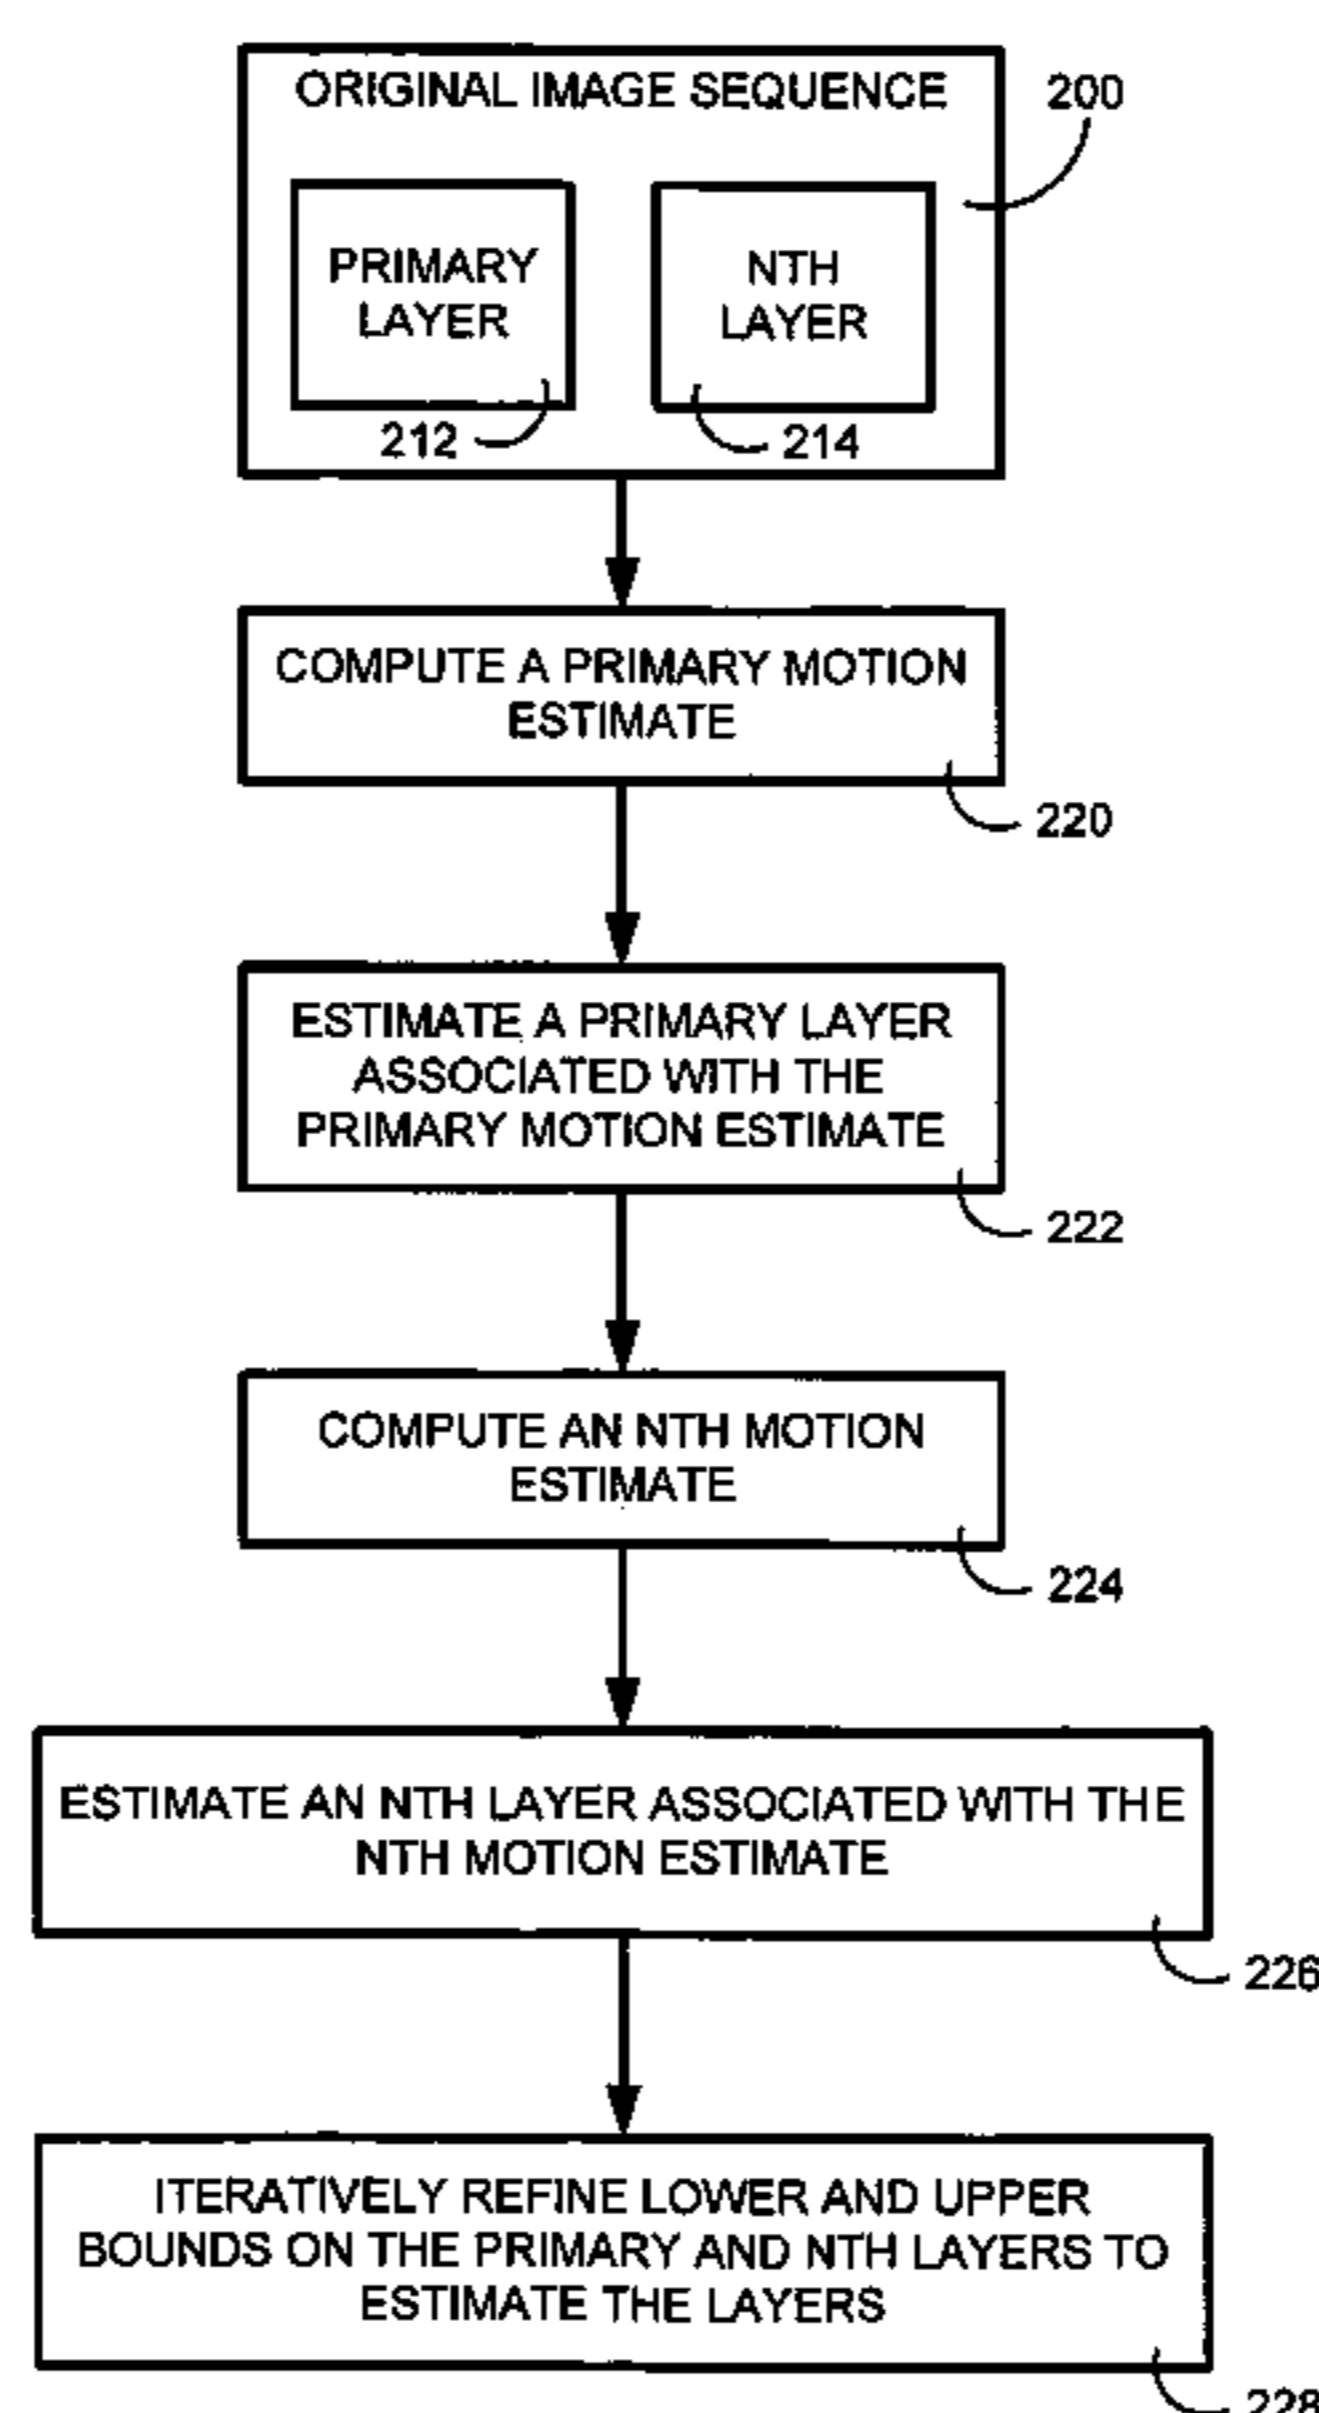 ORIGINAL IMAGE SEQUENCE
200
PRIMARY
LAYER
NTH
LAYER
212
214
COMPUTE A PRIMARY MOTION
ESTIMATE
220
ESTIMATE A PRIMARY LAYER
ASSOCIATED WITH THE
PRIMARY MOTION ESTIMATE
222
COMPUTE AN NTH MOTION
ESTIMATE
224
ESTIMATE AN NTH LAYER ASSOCIATED WITH THE
NTH MOTION ESTIMATE
226
ITERATIVELY REFINE LOWER AND UPPER
BOUNDS ON THE PRIMARY AND NTH LAYERS TO
ESTIMATE THE LAYERS
228